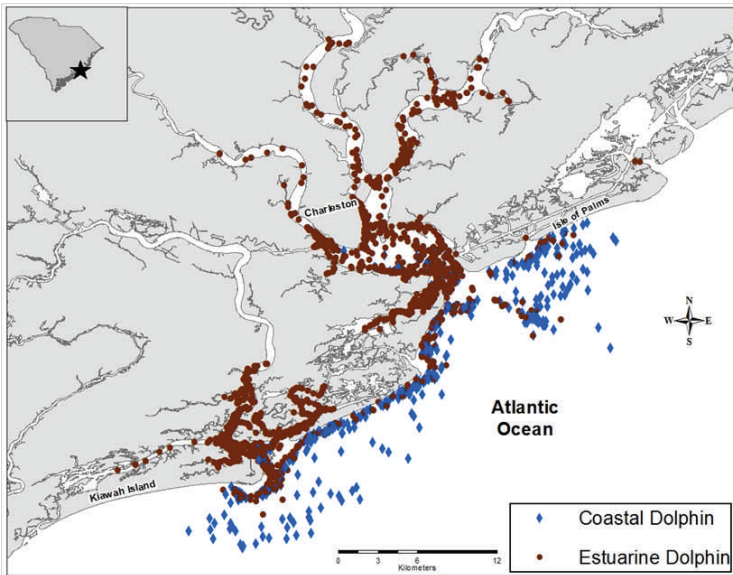 Charleston
Isle of Palms
N
W E
S
Atlantic
Ocean
Kiawah Island
Coastal Dolphin
Estuarine Dolphin
0 3 6 12
Kilometers